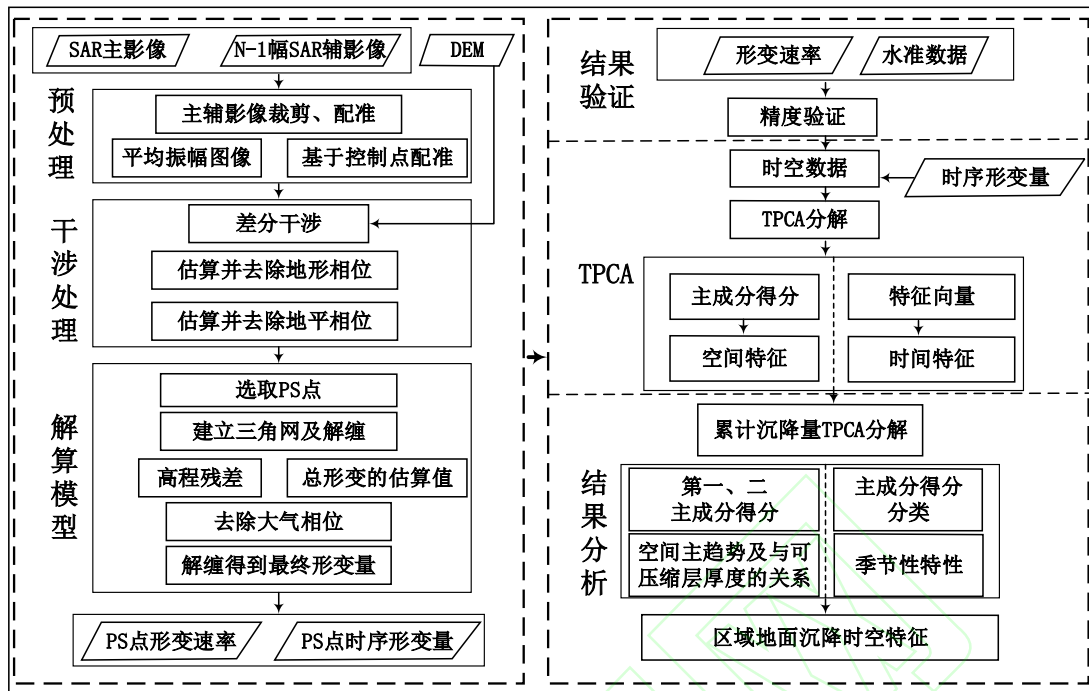 SAR主影像
N-1幅SAR辅影像
DEM
预处理
主辅影像裁剪、配准
平均振幅图像
基于控制点配准
干涉处理
差分干涉
估算并去除地形相位
估算并去除地平相位
解算模型
选取PS点
建立三角网及解缠
高程残差
总形变的估算值
去除大气相位
解缠得到最终形变量
PS点形变速率
PS点时序形变量
结果
验证
形变速率
水准数据
精度验证
时空数据
时序形变量
TPCA分解
TPCA
主成分得分
特征向量
空间特征
时间特征
累计沉降量TPCA分解
结果分析
第一、二
主成分得分
主成分得分
分类
空间主趋势及与可
压缩层厚度的关系
季节性特性
区域地面沉降时空特征